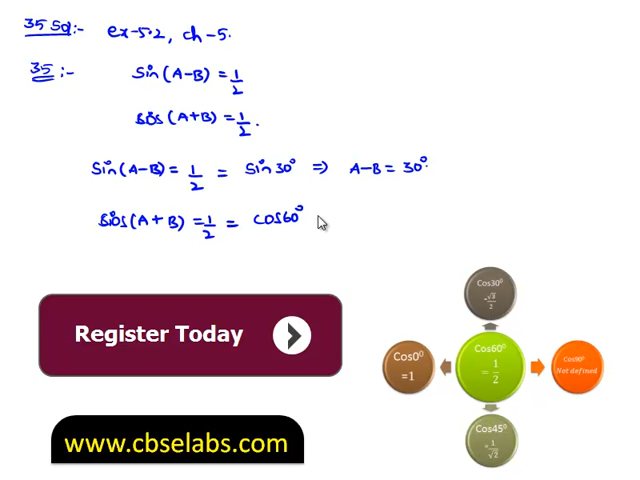 35 Sol:- ex-5.2, ch-5.
35:- Sin(A-B) = 1/2
cos(A+B) = 1/2.
Sin(A-B) = 1/2 = Sin30° ⇒ A-B = 30°.
cos(A+B) = 1/2 = cos60°
Cos30°
=√3/2
Register Today
Cos0°
=1
Cos60°
=1/2
Cos90°
Not defined
Cos45°
=1/√2
www.cbselabs.com